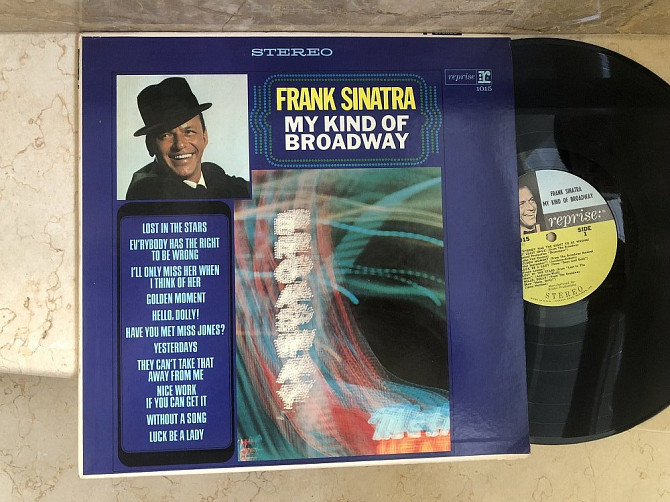 STEREO
reprise: R
1015
FRANK SINATRA
MY KIND OF
BROADWAY
LOST IN THE STARS
EV'RYBODY HAS THE RIGHT
TO BE WRONG
I'LL ONLY MISS HER WHEN
I THINK OF HER
GOLDEN MOMENT
HELLO, DOLLY!
HAVE YOU MET MISS JONES?
YESTERDAYS
THEY CAN'T TAKE THAT
AWAY FROM ME
NICE WORK
IF YOU CAN GET IT
WITHOUT A SONG
LUCK BE A LADY
FRANK SINATRA
MY KIND OF BROADWAY
reprise:
SIDE
1
STEREO